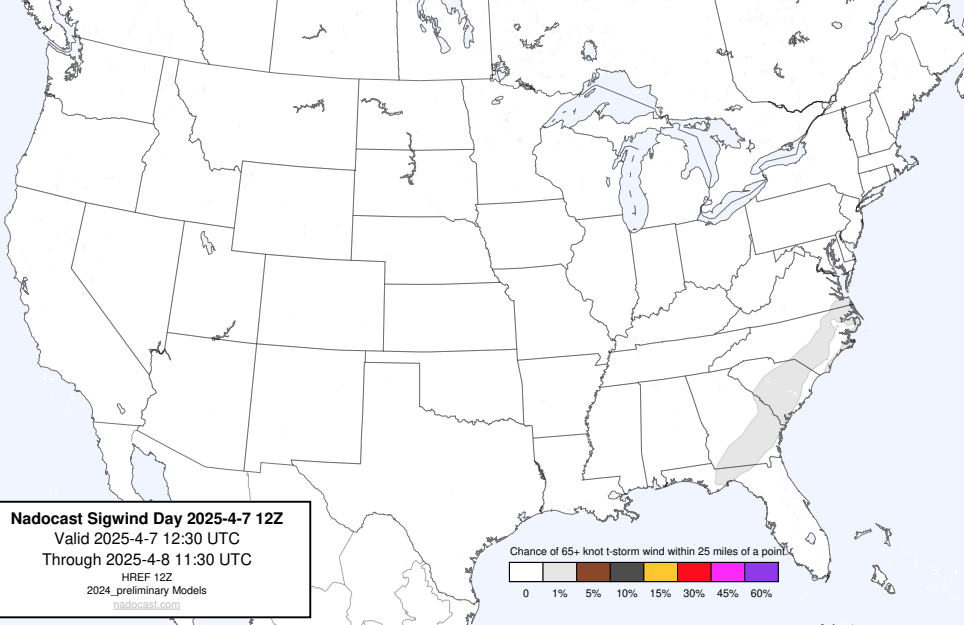 Nadocast Sigwind Day 2025-4-7 12Z
Valid 2025-4-7 12:30 UTC
Through 2025-4-8 11:30 UTC
HREF 12Z
2024_preliminary Models
nadocast.com
Chance of 65+ knot t-storm wind within 25 miles of a point.
0 1% 5% 10% 15% 30% 45% 60%